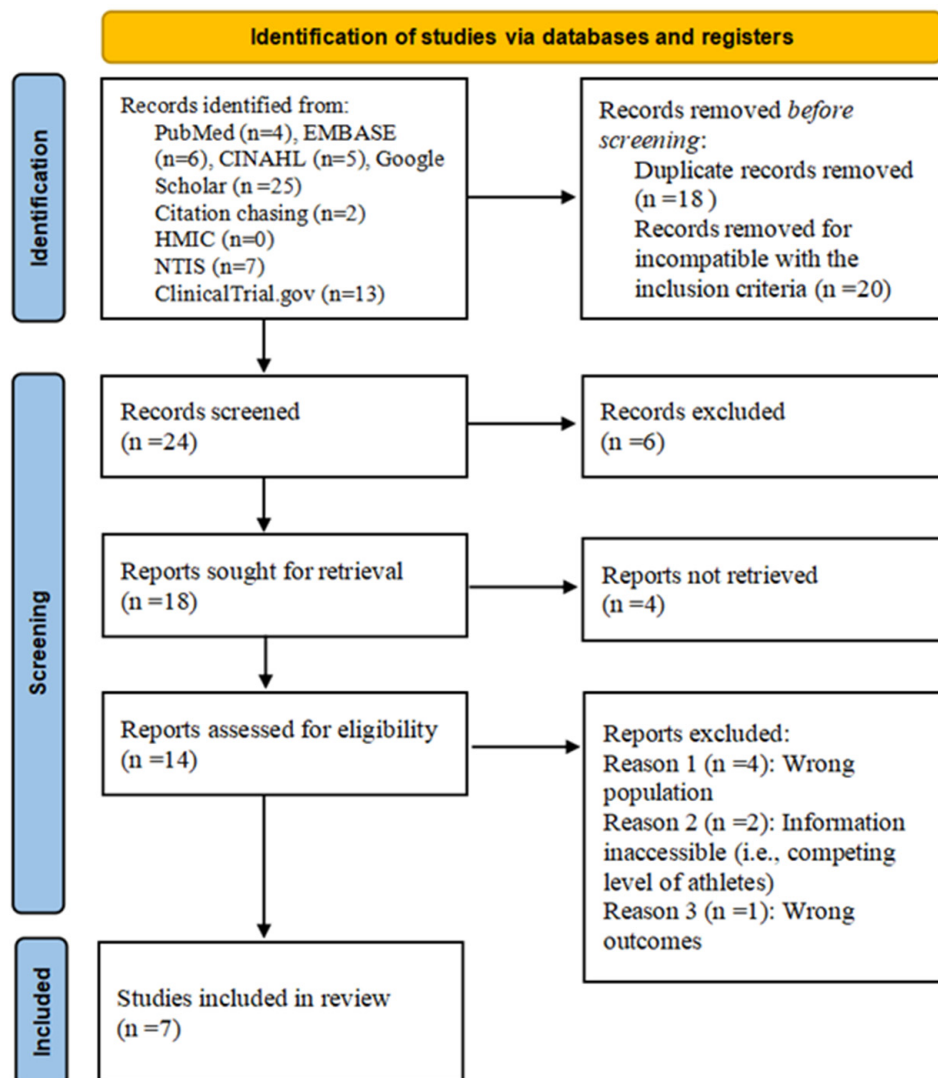 Identification of studies via databases and registers
Identification
Records identified from:
PubMed (n=4), EMBASE
(n=6), CINAHL (n=5), Google
Scholar (n =25)
Citation chasing (n=2)
HMIC (n=0)
NTIS (n=7)
ClinicalTrial.gov (n=13)
Records removed before
screening:
Duplicate records removed
(n =18 )
Records removed for
incompatible with the
inclusion criteria (n =20)
Screening
Records screened
(n =24)
Records excluded
(n =6)
Reports sought for retrieval
(n =18)
Reports not retrieved
(n =4)
Reports assessed for eligibility
(n =14)
Reports excluded:
Reason 1 (n =4): Wrong
population
Reason 2 (n =2): Information
inaccessible (i.e., competing
level of athletes)
Reason 3 (n =1): Wrong
outcomes
Included
Studies included in review
(n =7)